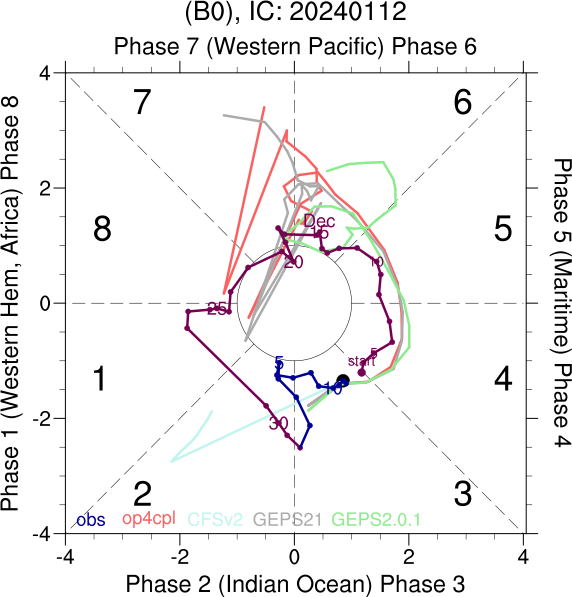 (B0), IC: 20240112
Phase 7 (Western Pacific) Phase 6
4
7
6
2
8
Dec
15
5
20
10
0
25
start
5
5
1
10
4
-2
30
2
3
obs op4cpl CFSv2 GEPS21 GEPS2.0.1
-4
-4 -2 0 2 4
Phase 2 (Indian Ocean) Phase 3
Phase 1 (Western Hem, Africa) Phase 8
Phase 5 (Maritime) Phase 4